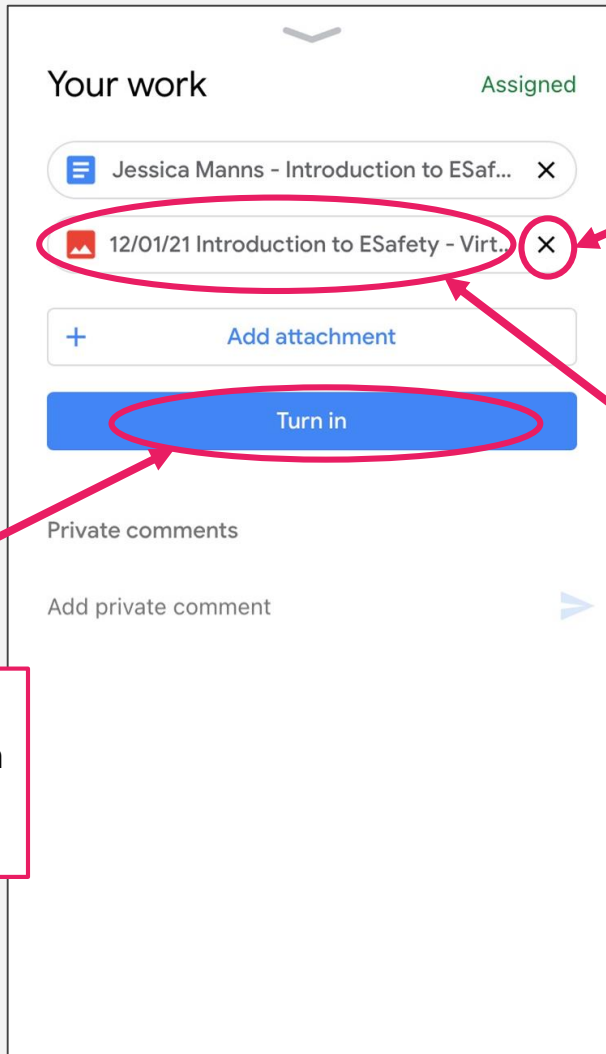 Your work
Assigned
Jessica Manns - Introduction to ESaf...
12/01/21 Introduction to ESafety - Virt...
+ Add attachment
Turn in
Private comments
Add private comment